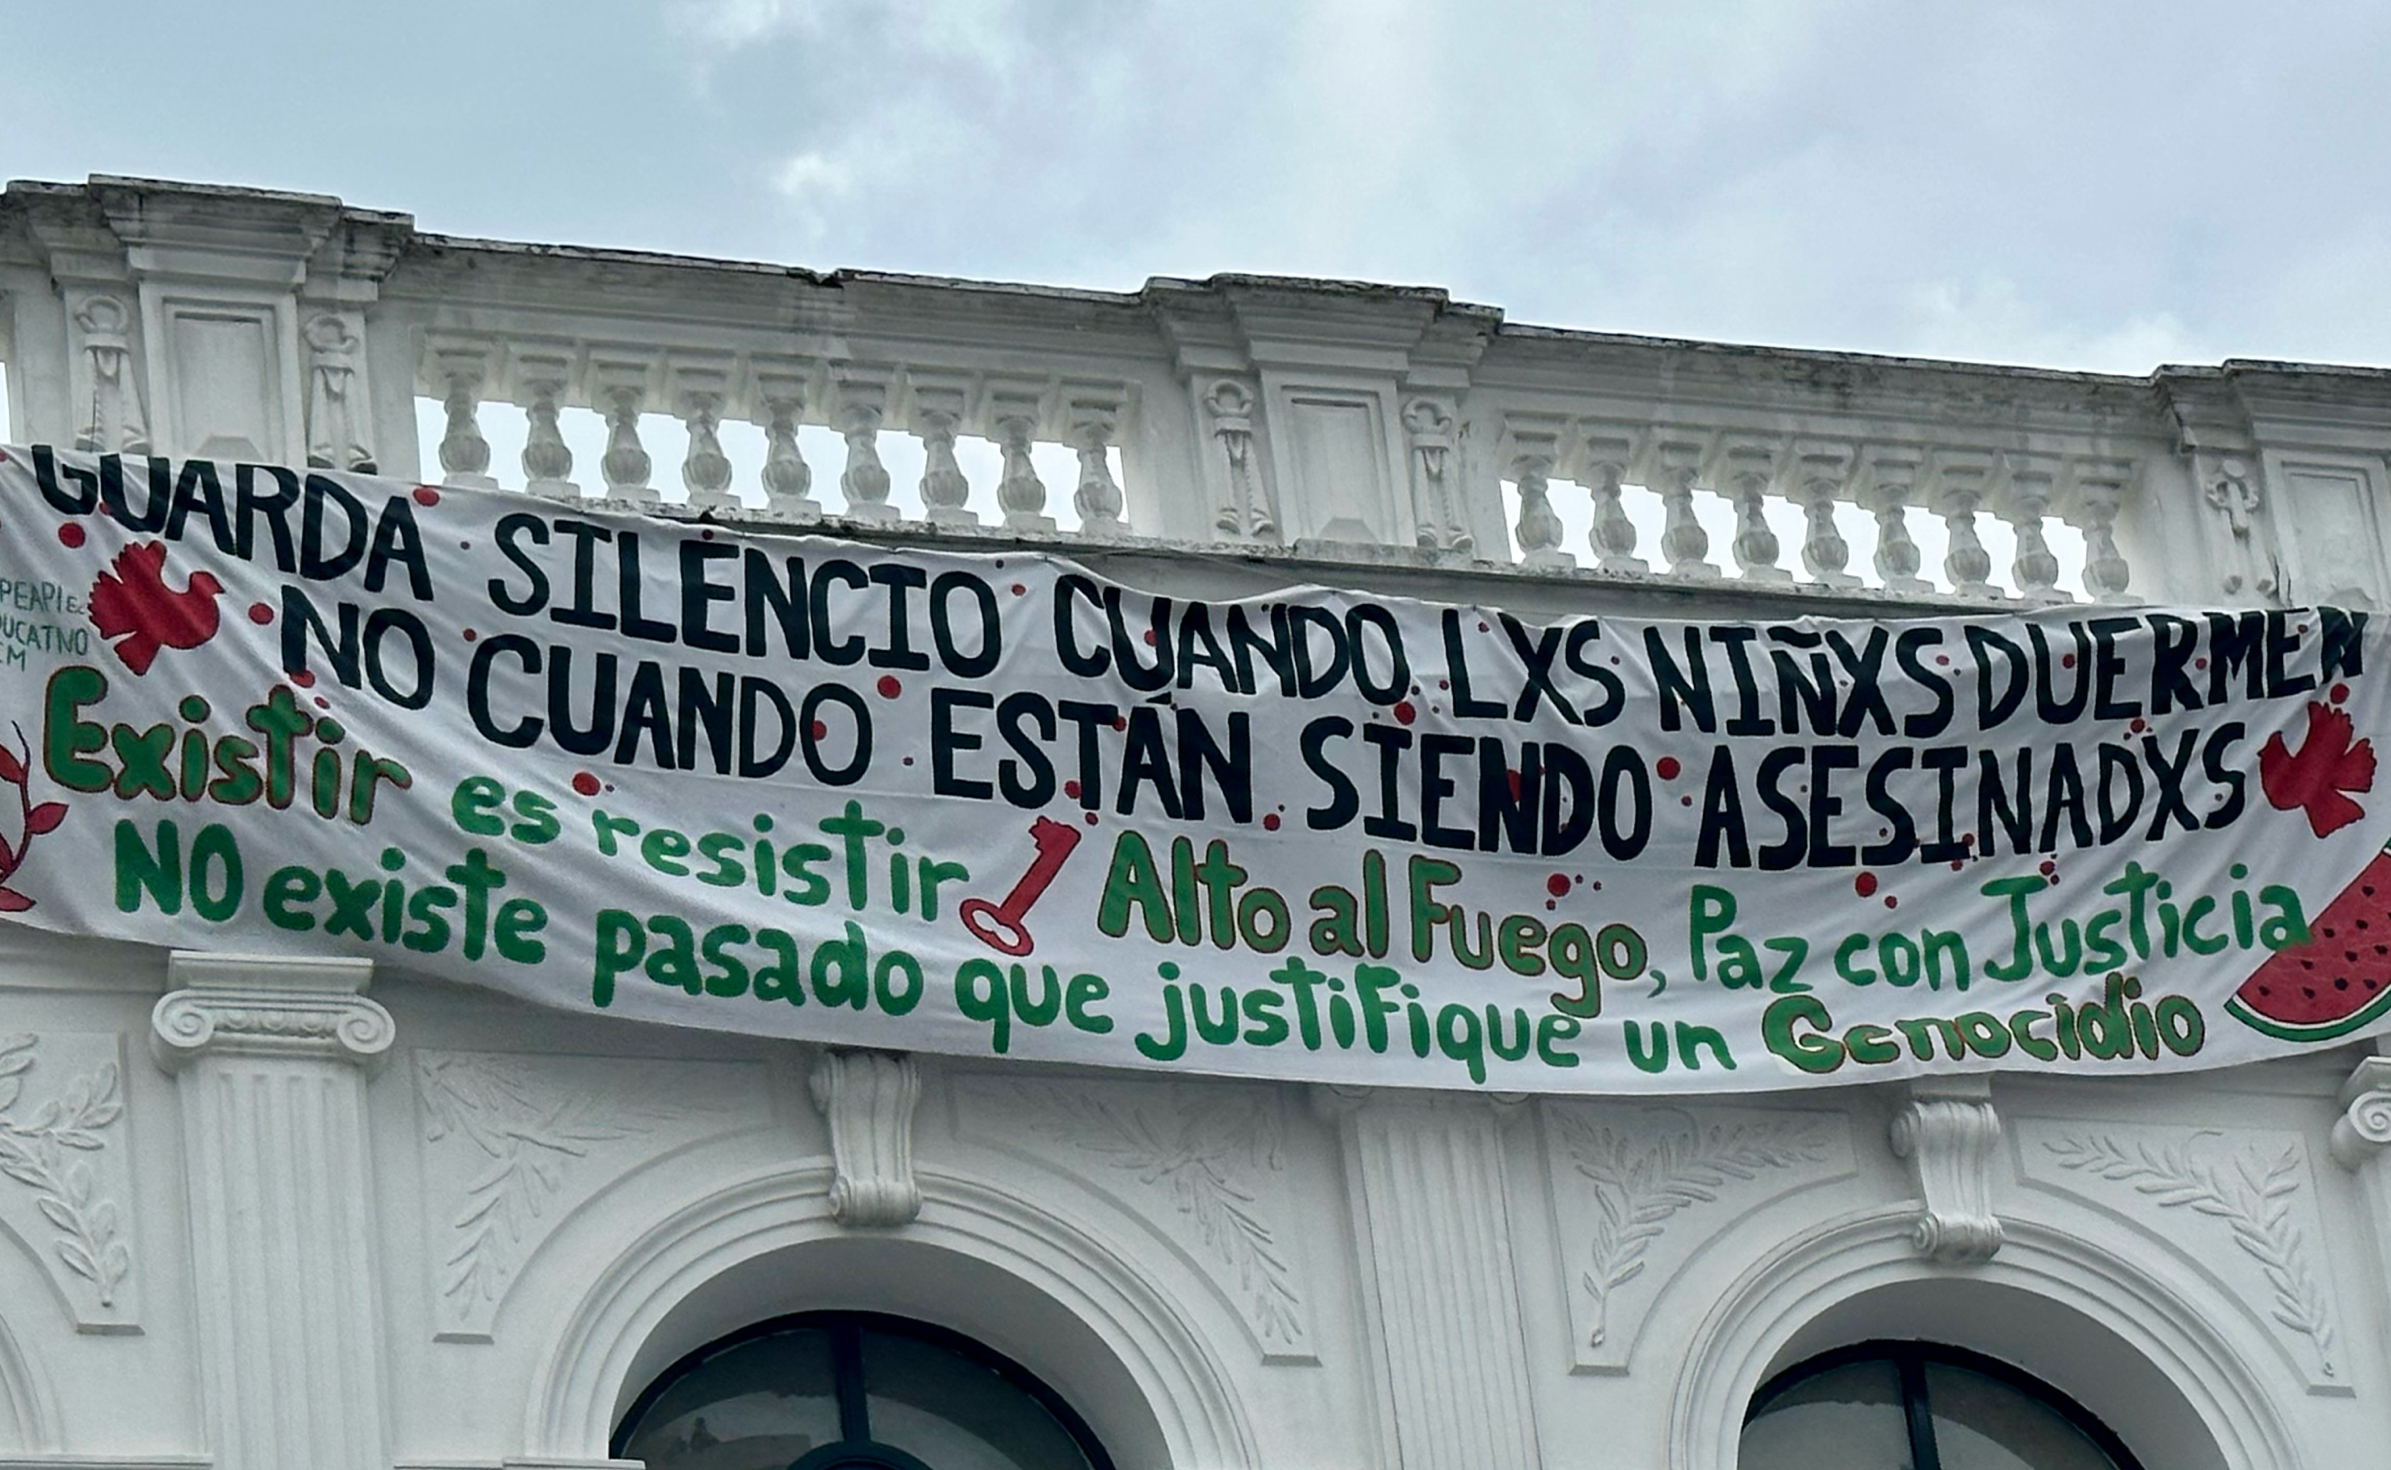 GUARDA SILENCIO CUANDO LXS NIÑXS DUERMEN
NO CUANDO ESTÁN SIENDO ASESINADXS
Existir es resistir Alto al Fuego, Paz con Justicia
NO existe pasado que justifique un Genocidio